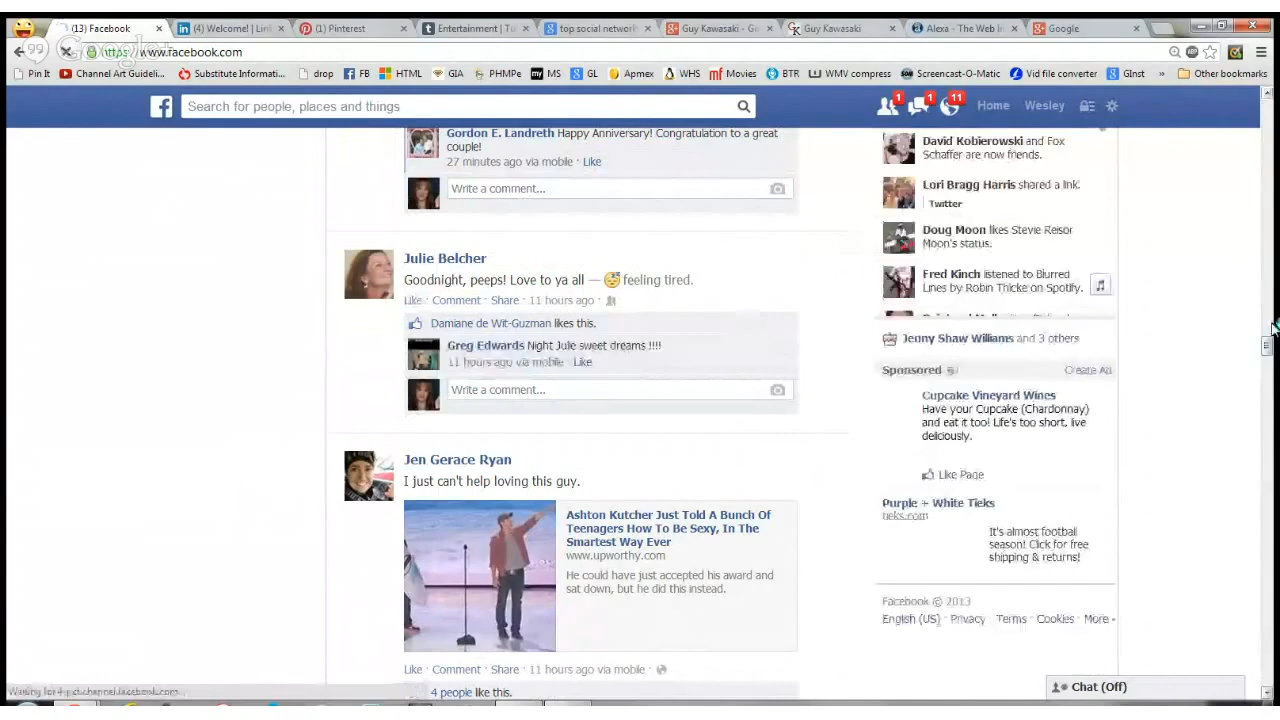 (13) Facebook
(4) Welcome! | Link
(1) Pinterest
Entertainment | Tu
top social network
Guy Kawasaki - Go
Guy Kawasaki
Alexa - The Web In
Google
Google+
https://www.facebook.com
Pin It
Channel Art Guideli...
Substitute Informati...
drop
FB
HTML
GIA
PHMPe
My MS
GL
Apmex
WHS
Movies
BTR
WMV compress
Screencast-O-Matic
Vid file converter
GInst
»
Other bookmarks
Search for people, places and things
1
1
11
Home
Wesley
Gordon E. Landreth Happy Anniversary! Congratulation to a great
couple!
27 minutes ago via moble · Like
Write a comment...
Julie Belcher
Goodnight, peeps! Love to ya all — feeling tired.
Like · Comment · Share · 11 hours ago ·
Damiane de Wit-Guzman likes this.
Greg Edwards Night Jule sweet dreams !!!!
11 hours ago via mobile · Like
Write a comment...
Jen Gerace Ryan
I just can't help loving this guy.
Ashton Kutcher Just Told A Bunch Of
Teenagers How To Be Sexy, In The
Smartest Way Ever
www.upworthy.com
He could have just accepted his award and
sat down, but he did this instead.
Like · Comment · Share · 11 hours ago via mobile ·
4 people like this.
David Kobierowski and Fox
Schaffer are now friends.
Lori Bragg Harris shared a link.
Twitter
Doug Moon likes Stevie Reisor
Moon's status.
Fred Kinch listened to Blurred
Lines by Robin Thicke on Spotify.
Jenny Shaw Williams and 3 others
Sponsored
Create Ad
Cupcake Vineyard Wines
Have your Cupcake (Chardonnay)
and eat it too! Life's too short, live
deliciously.
Like Page
Purple + White Tieks
tieks.com
It's almost football
season! Click for free
shipping & returns!
Facebook © 2013
English (US) · Privacy · Terms · Cookies · More
Chat (Off)